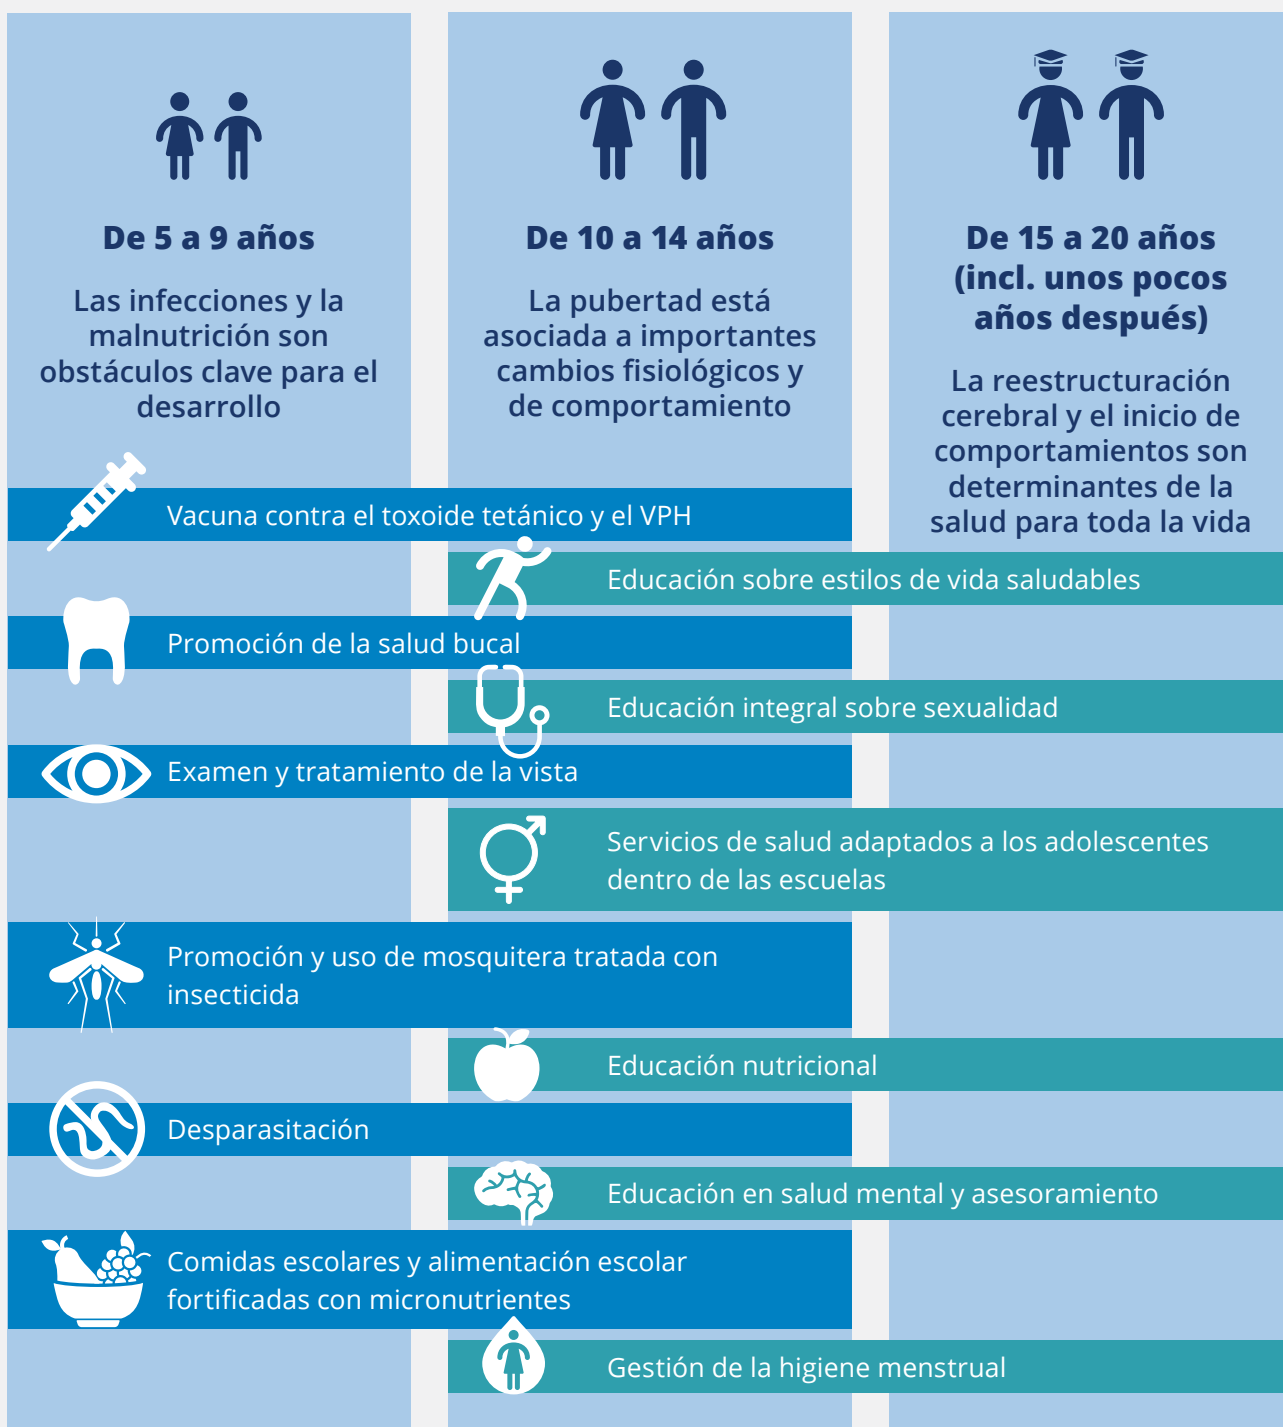 De 5 a 9 años
Las infecciones y la
malnutrición son
obstáculos clave para el
desarrollo
De 10 a 14 años
La pubertad está
asociada a importantes
cambios fisiológicos y
de comportamiento
De 15 a 20 años
(incl. unos pocos
años después)
La reestructuración
cerebral y el inicio de
comportamientos son
determinantes de la
salud para toda la vida
Vacuna contra el toxoide tetánico y el VPH
Educación sobre estilos de vida saludables
Promoción de la salud bucal
Educación integral sobre sexualidad
Examen y tratamiento de la vista
Servicios de salud adaptados a los adolescentes
dentro de las escuelas
Promoción y uso de mosquitera tratada con
insecticida
Educación nutricional
Desparasitación
Educación en salud mental y asesoramiento
Comidas escolares y alimentación escolar
fortificadas con micronutrientes
Gestión de la higiene menstrual